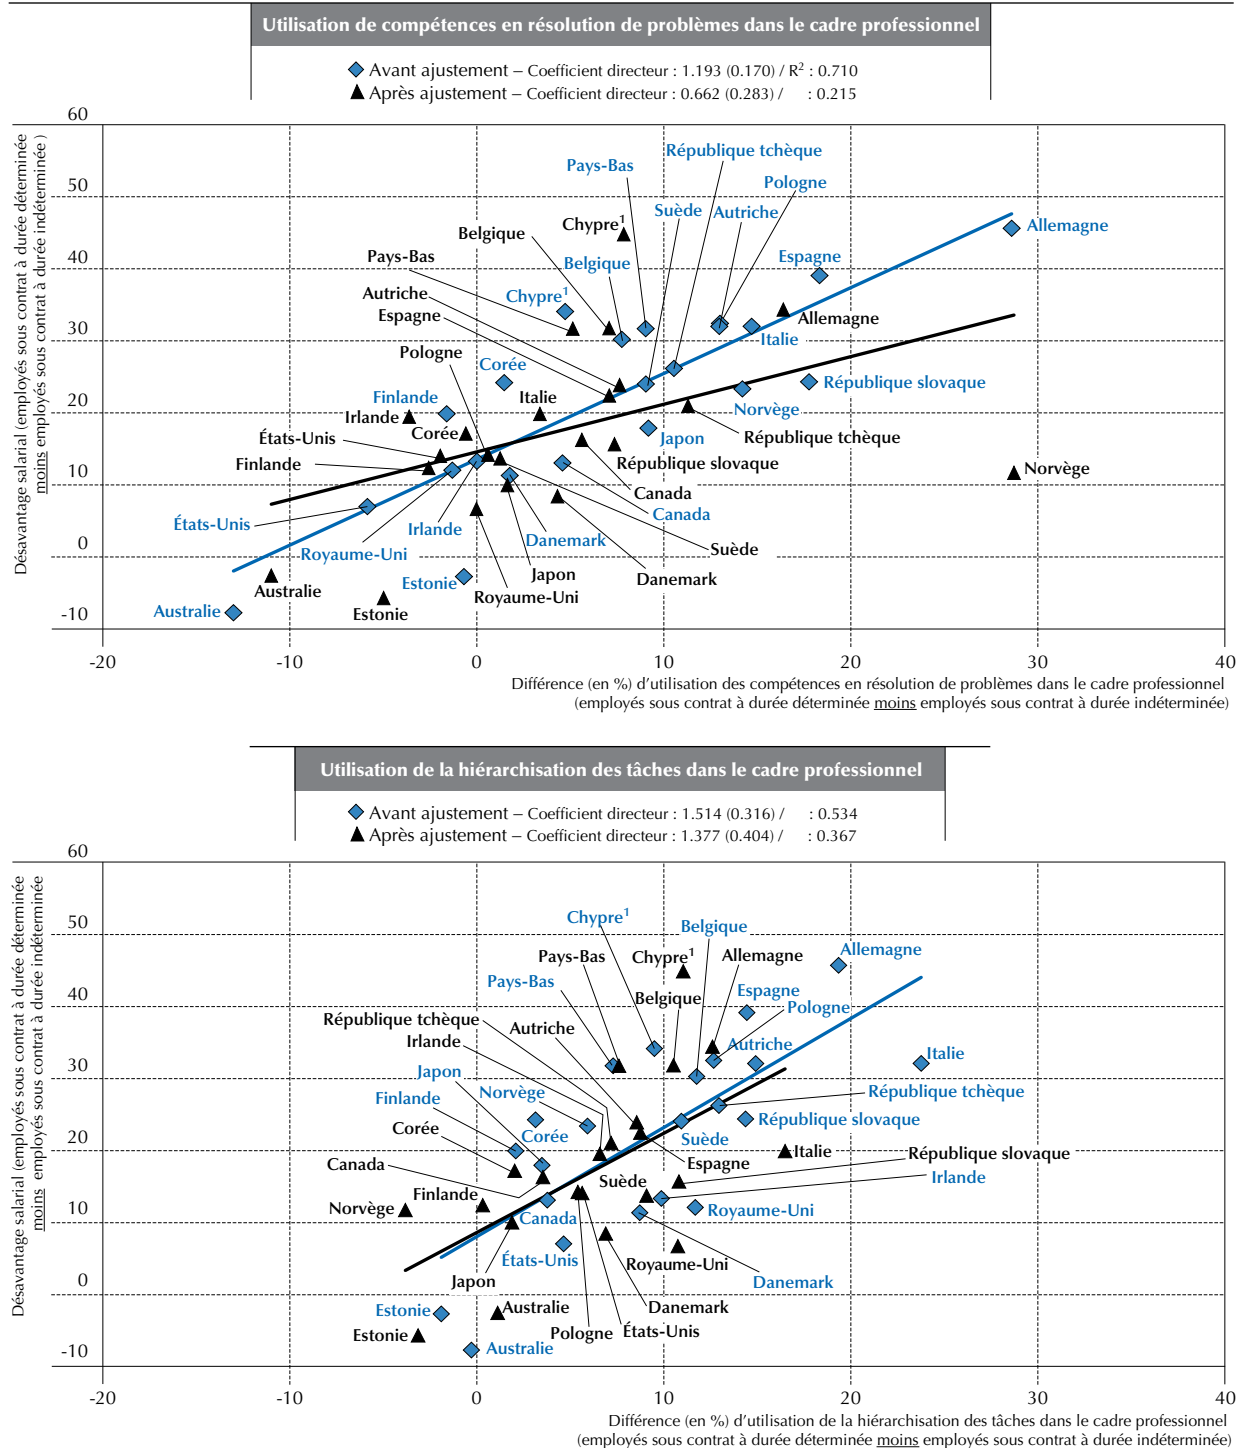 Utilisation de compétences en résolution de problèmes dans le cadre professionnel
Avant ajustement – Coefficient directeur : 1.193 (0.170) / R² : 0.710
Après ajustement – Coefficient directeur : 0.662 (0.283) / : 0.215
Désavantage salarial (employés sous contrat à durée déterminée
moins employés sous contrat à durée indéterminée )
60
50
40
30
20
10
0
-10
République tchèque
Pays-Bas
Pologne
Suède
Autriche
Chypre¹
Allemagne
Belgique
Pays-Bas
Belgique
Espagne
Autriche
Chypre¹
Espagne
Allemagne
Italie
Pologne
Corée
République slovaque
Finlande
Italie
Norvège
Irlande
Corée
Japon
République tchèque
États-Unis
Finlande
République slovaque
Norvège
Canada
Canada
États-Unis
Irlande
Royaume-Uni
Danemark
Suède
Estonie
Japon
Danemark
Australie
Royaume-Uni
Australie
Estonie
-20
-10
0
10
20
30
40
Différence (en %) d’utilisation des compétences en résolution de problèmes dans le cadre professionnel
(employés sous contrat à durée déterminée moins employés sous contrat à durée indéterminée)
Utilisation de la hiérarchisation des tâches dans le cadre professionnel
Avant ajustement – Coefficient directeur : 1.514 (0.316) / : 0.534
Après ajustement – Coefficient directeur : 1.377 (0.404) / : 0.367
Désavantage salarial (employés sous contrat à durée déterminée
moins employés sous contrat à durée indéterminée
60
50
40
30
20
10
0
-10
Chypre¹
Belgique
Pays-Bas
Chypre¹
Allemagne
Allemagne
Pays-Bas
Belgique
Espagne
Pologne
République tchèque
Autriche
Irlande
Autriche
Italie
Japon
Norvège
République tchèque
Finlande
Corée
République slovaque
Corée
Suède
Canada
Espagne
Italie
République slovaque
Finlande
Suède
Irlande
Norvège
Canada
Royaume-Uni
États-Unis
Royaume-Uni
Japon
Danemark
Estonie
Australie
Danemark
Estonie
Pologne
États-Unis
Australie
-20
-10
0
10
20
30
40
Différence (en %) d’utilisation de la hiérarchisation des tâches dans le cadre professionnel
(employés sous contrat à durée déterminée moins employés sous contrat à durée indéterminée)